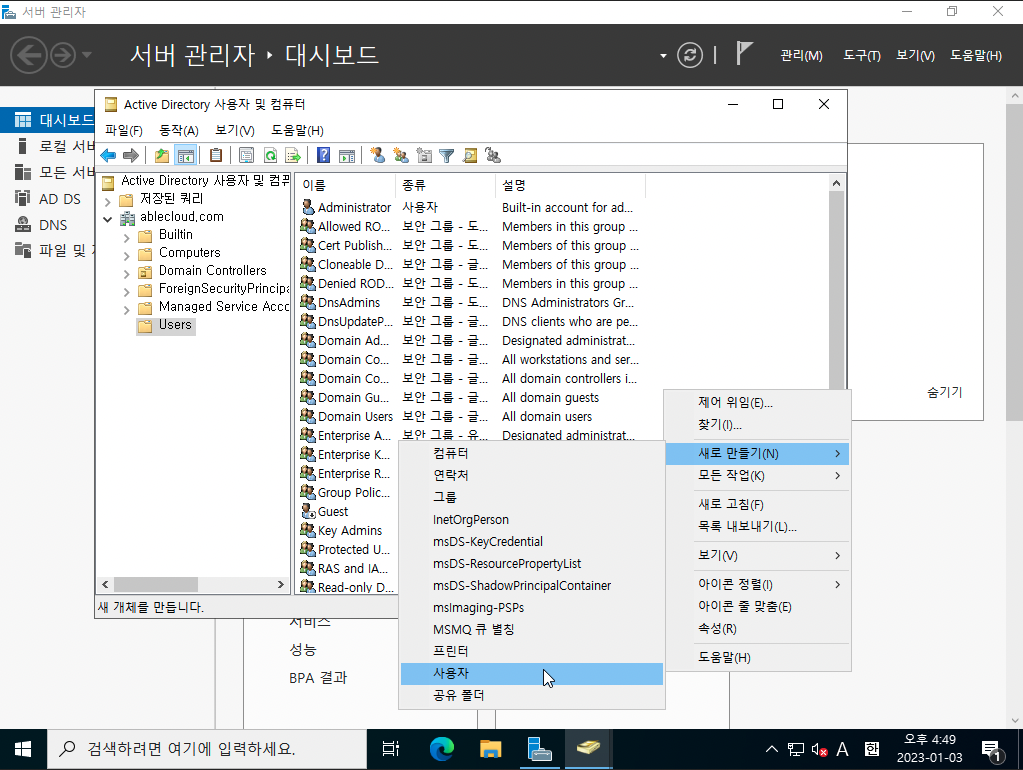 서버 관리자
서버 관리자 · 대시보드
관리(M) 도구(T) 보기(V) 도움말(H)
대시보드
로컬 서버
모든 서버
AD DS
DNS
파일 및
Active Directory 사용자 및 컴퓨터
파일(F) 동작(A) 보기(V) 도움말(H)
Active Directory 사용자 및 컴퓨
저장된 쿼리
ablecloud.com
Builtin
Computers
Domain Controllers
ForeignSecurityPrincipa
Managed Service Acco
Users
이름 종류 설명
Administrator 사용자 Built-in account for ad...
Allowed RO... 보안 그룹 - 도... Members in this group ...
Cert Publish... 보안 그룹 - 도... Members of this group ...
Cloneable D... 보안 그룹 - 글... Members of this group ...
Denied ROD... 보안 그룹 - 도... Members in this group ...
DnsAdmins 보안 그룹 - 도... DNS Administrators Gr...
DnsUpdateP... 보안 그룹 - 글... DNS clients who are pe...
Domain Ad... 보안 그룹 - 글... Designated administrat...
Domain Co... 보안 그룹 - 글... All workstations and ser...
Domain Co... 보안 그룹 - 글... All domain controllers i...
Domain Gu... 보안 그룹 - 글... All domain guests
Domain Users 보안 그룹 - 글... All domain users
Enterprise A... 보안 그룹 - 유... Designated administrat...
Enterprise K...
Enterprise R...
Group Polic...
Guest
Key Admins
Protected U...
RAS and IA...
Read-only D...
새 개체를 만듭니다.
숨기기
제어 위임(E)...
찾기(I)...
새로 만들기(N)
모든 작업(K)
새로 고침(F)
목록 내보내기(L)...
보기(V)
아이콘 정렬(I)
아이콘 줄 맞춤(E)
속성(R)
도움말(H)
컴퓨터
연락처
그룹
InetOrgPerson
msDS-KeyCredential
msDS-ResourcePropertyList
msDS-ShadowPrincipalContainer
msImaging-PSPs
MSMQ 큐 별칭
프린터
사용자
공유 폴더
서비스
성능
BPA 결과
검색하려면 여기에 입력하세요.
A 한
오후 4:49
2023-01-03
1